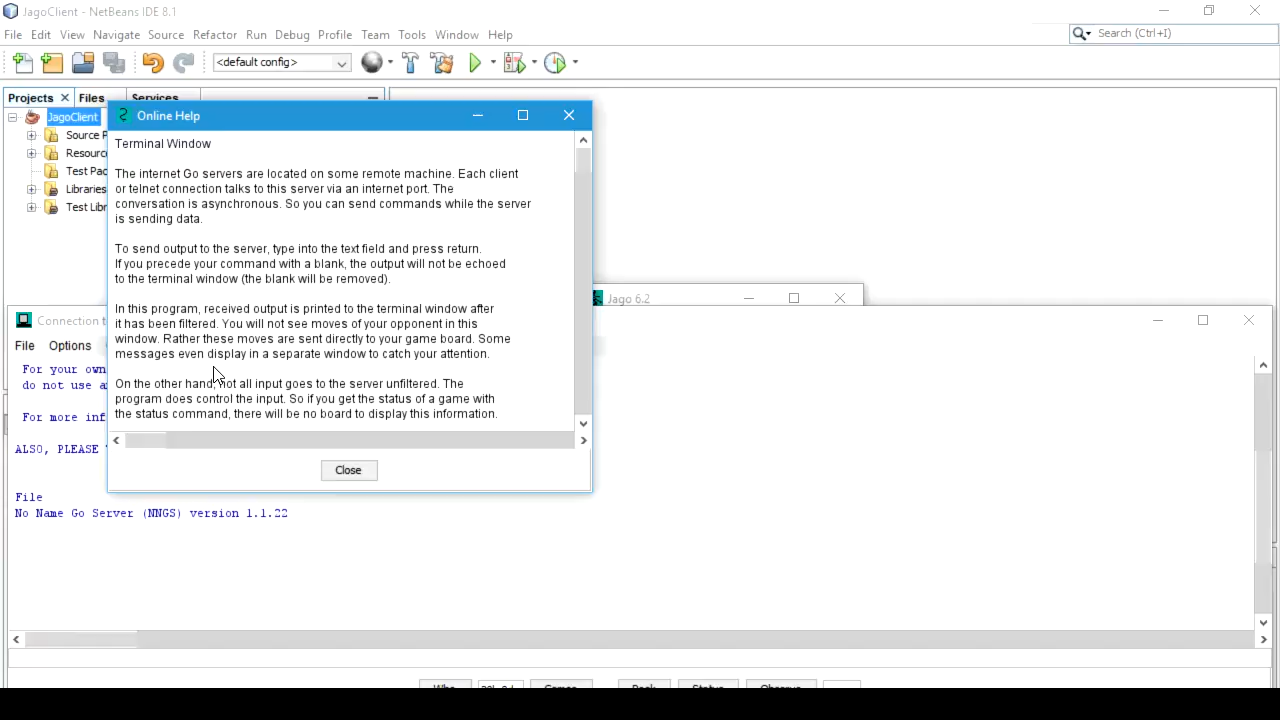 JagoClient - NetBeans IDE 8.1
File Edit View Navigate Source Refactor Run Debug Profile Team Tools Window Help
Search (Ctrl+I)
<default config>
Projects Files Services
JagoClient
Source P
Resourc
Test Pac
Libraries
Test Libr
Online Help
Terminal Window
The internet Go servers are located on some remote machine. Each client
or telnet connection talks to this server via an internet port. The
conversation is asynchronous. So you can send commands while the server
is sending data.
To send output to the server, type into the text field and press return.
If you precede your command with a blank, the output will not be echoed
to the terminal window (the blank will be removed).
In this program, received output is printed to the terminal window after
it has been filtered. You will not see moves of your opponent in this
window. Rather these moves are sent directly to your game board. Some
messages even display in a separate window to catch your attention.
On the other hand, not all input goes to the server unfiltered. The
program does control the input. So if you get the status of a game with
the status command, there will be no board to display this information.
Close
Jago 6.2
Connection to
File Options
For your own
do not use a
For more inf
ALSO, PLEASE
File
No Name Go Server (NNGS) version 1.1.22
Who Games Peek Status Observe